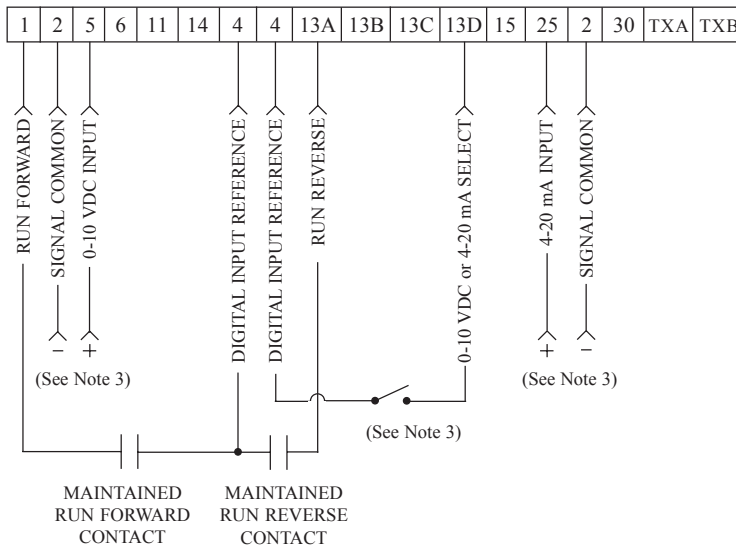 1 2 5 6 11 14 4 4 13A 13B 13C 13D 15 25 2 30 TXA TXB
RUN FORWARD
SIGNAL COMMON
0-10 VDC INPUT
DIGITAL INPUT REFERENCE
DIGITAL INPUT REFERENCE
RUN REVERSE
0-10 VDC or 4-20 mA SELECT
4-20 mA INPUT
SIGNAL COMMON
− +
(See Note 3)
+ −
(See Note 3)
(See Note 3)
MAINTAINED
RUN FORWARD
CONTACT
MAINTAINED
RUN REVERSE
CONTACT